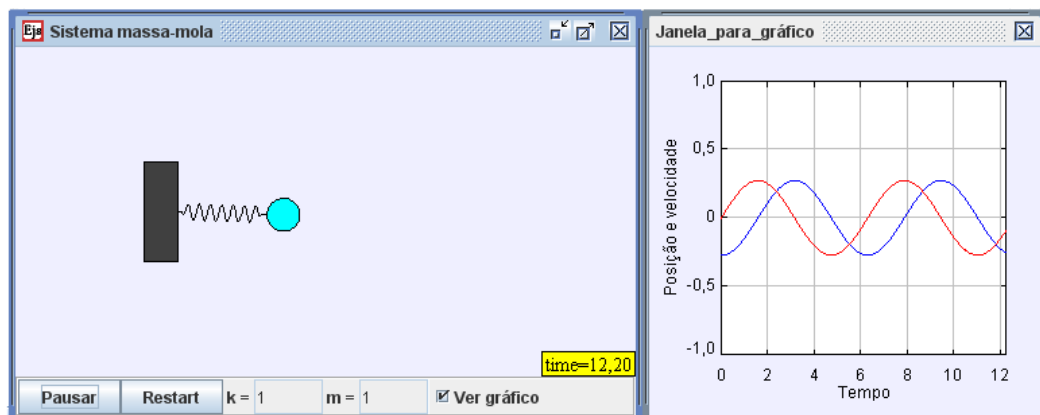 Ejs Sistema massa-mola
time=12,20
Pausar Restart k = 1 m = 1 Ver gráfico
Janela_para_gráfico
Posição e velocidade
1,0
0,5
0
-0,5
-1,0
0 2 4 6 8 10 12
Tempo